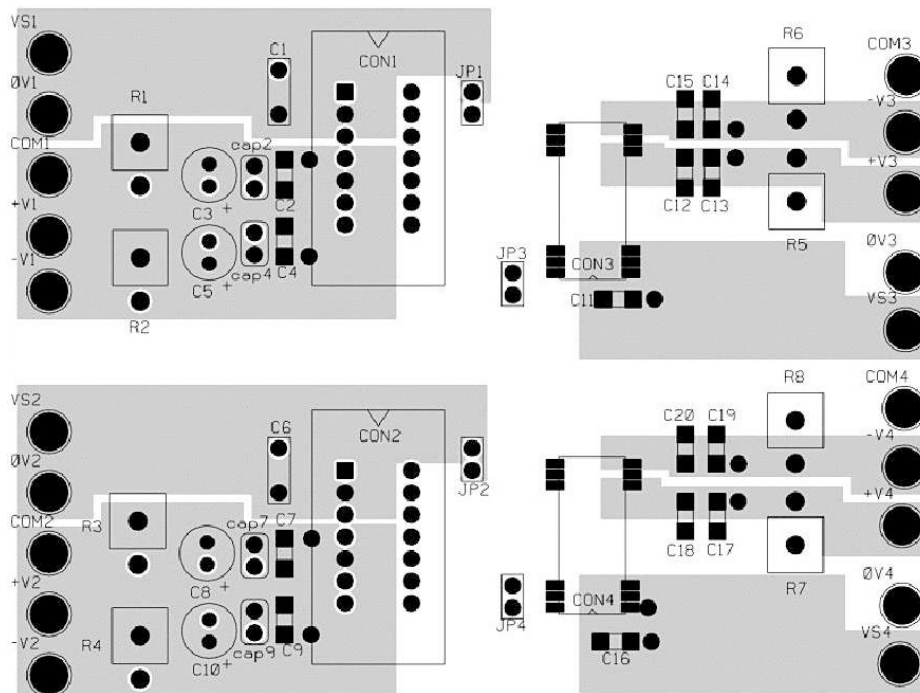 VS1
ØV1
COM1
+V1
-V1
R1
R2
C1
CON1
JP1
cap2
C3 +
C2
cap4
C5 +
C4
R6
COM3
C15 C14
-V3
+V3
C12 C13
R5
ØV3
CON3
JP3
C11
VS3
VS2
ØV2
COM2
+V2
-V2
R3
R4
C6
CON2
JP2
cap7
C7
C8 +
cap9
C10 +
C9
R8
COM4
C20 C19
-V4
+V4
C18 C17
R7
ØV4
CON4
JP4
C16
VS4